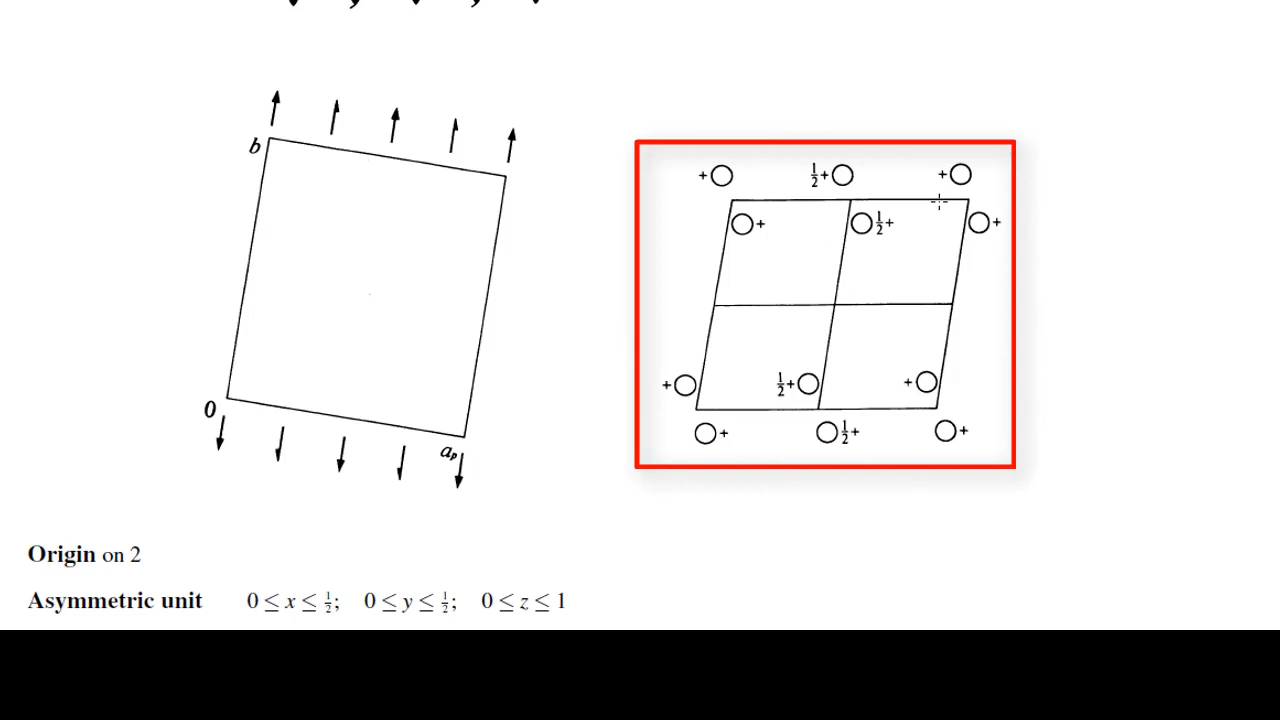 b
0
a_p
+ ½+ +
+ ½+ +
+ ½+ +
+ ½+ +
Origin on 2
Asymmetric unit 0 ≤ x ≤ ½; 0 ≤ y ≤ ½; 0 ≤ z ≤ 1